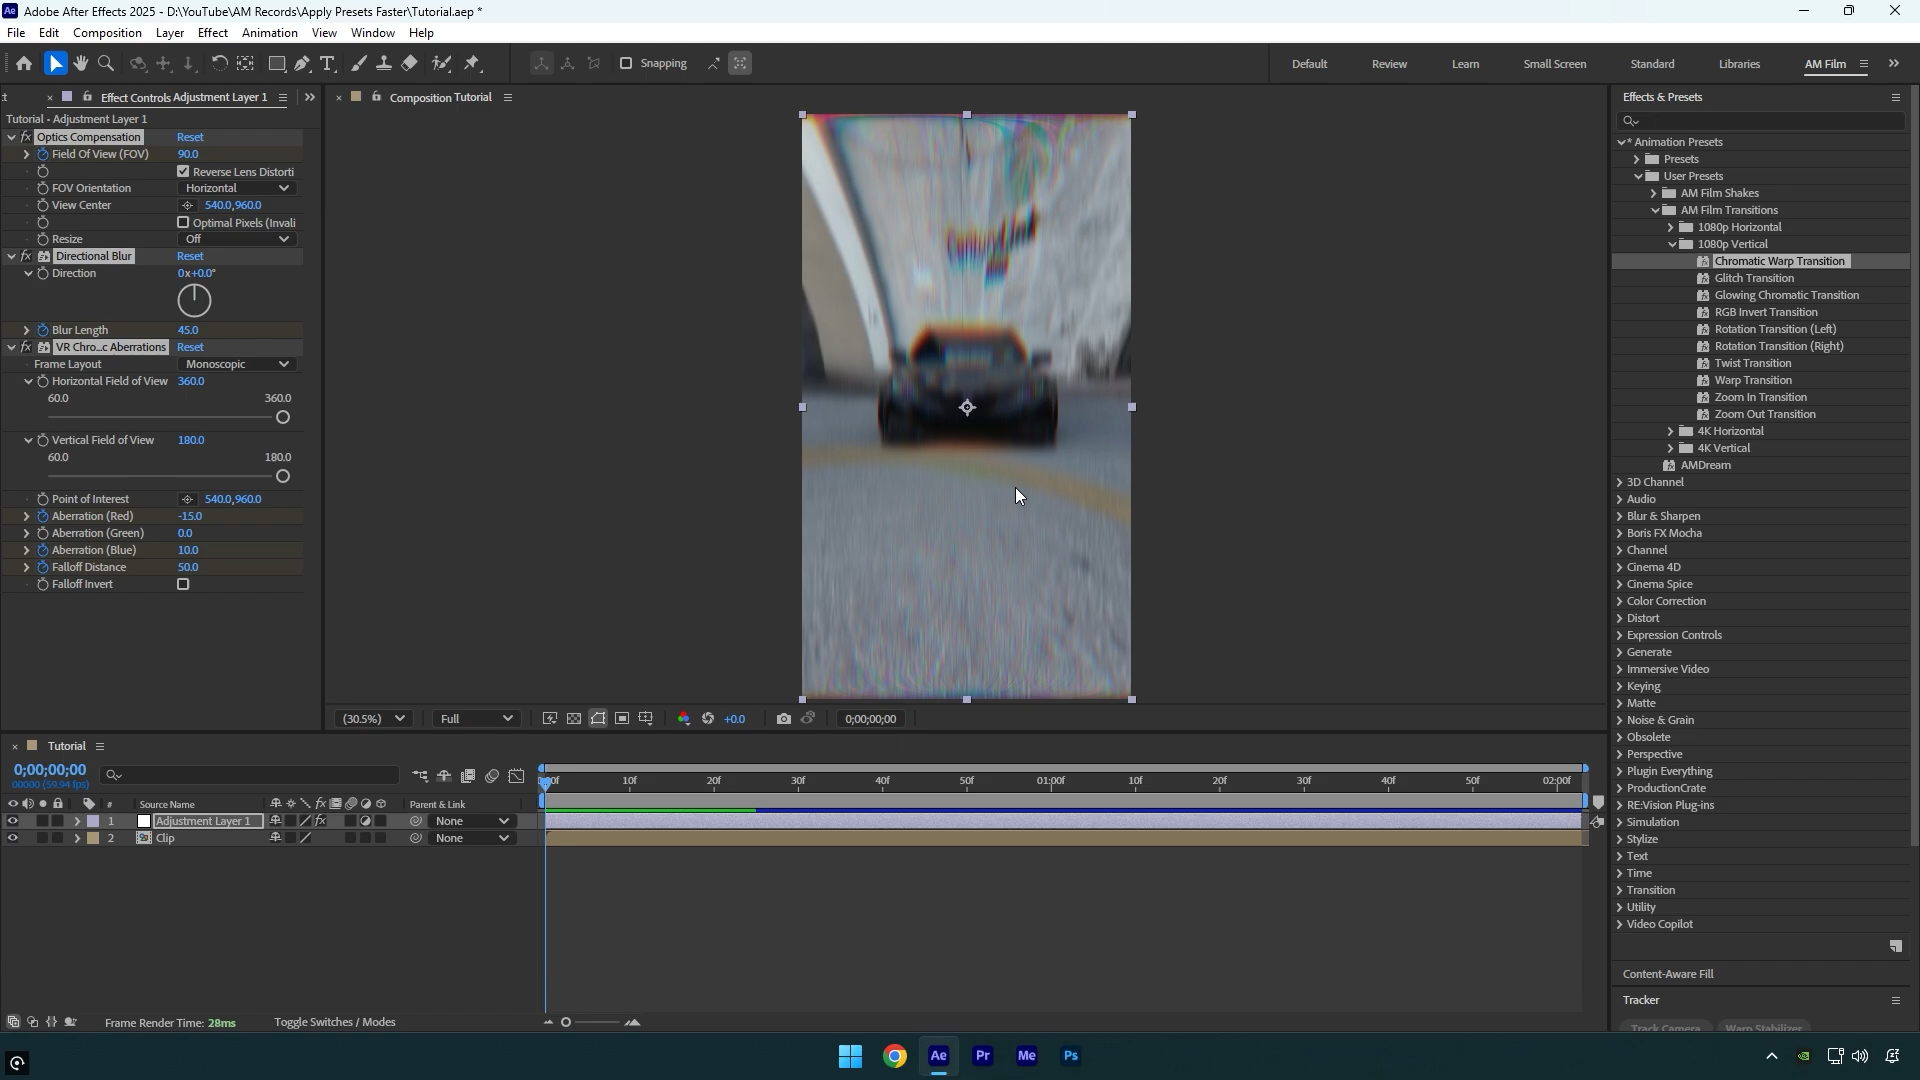 Adobe After Effects 2025 - D:\YouTube\AM Records\Apply Presets Faster\Tutorial.aep *
File Edit Composition Layer Effect Animation View Window Help
Snapping
Default Review Learn Small Screen Standard Libraries AM Film
Effect Controls Adjustment Layer 1
Tutorial - Adjustment Layer 1
Optics Compensation Reset
Field Of View (FOV) 90.0
Reverse Lens Distorti
FOV Orientation Horizontal
View Center 540.0,960.0
Optimal Pixels (Invali
Resize Off
Directional Blur Reset
Direction 0x+0.0°
Blur Length 45.0
VR Chro...c Aberrations Reset
Frame Layout Monoscopic
Horizontal Field of View 360.0
60.0 360.0
Vertical Field of View 180.0
60.0 180.0
Point of Interest 540.0,960.0
Aberration (Red) -15.0
Aberration (Green) 0.0
Aberration (Blue) 10.0
Falloff Distance 50.0
Falloff Invert
Composition Tutorial
(30.5%) Full +0.0 0;00;00;00
Effects & Presets
* Animation Presets
Presets
User Presets
AM Film Shakes
AM Film Transitions
1080p Horizontal
1080p Vertical
Chromatic Warp Transition
Glitch Transition
Glowing Chromatic Transition
RGB Invert Transition
Rotation Transition (Left)
Rotation Transition (Right)
Twist Transition
Warp Transition
Zoom In Transition
Zoom Out Transition
4K Horizontal
4K Vertical
AMDream
3D Channel
Audio
Blur & Sharpen
Boris FX Mocha
Channel
Cinema 4D
Cinema Spice
Color Correction
Distort
Expression Controls
Generate
Immersive Video
Keying
Matte
Noise & Grain
Obsolete
Perspective
Plugin Everything
ProductionCrate
RE:Vision Plug-ins
Simulation
Stylize
Text
Time
Transition
Utility
Video Copilot
Content-Aware Fill
Tracker
Track Camera Warp Stabilizer
Tutorial
0;00;00;00
00000 (59.94 fps)
10f 20f 30f 40f 50f 01:00f 10f 20f 30f 40f 50f 02:00f
# Source Name Parent & Link
1 Adjustment Layer 1 None
2 Clip None
Frame Render Time: 28ms Toggle Switches / Modes
Ae Pr Me Ps